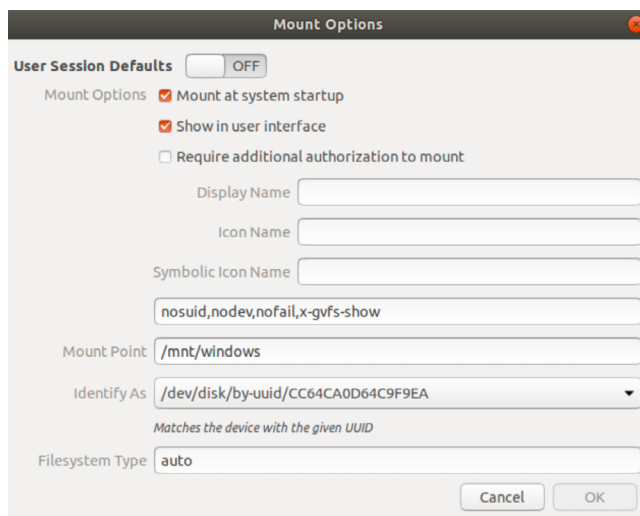 Mount Options
User Session Defaults OFF
Mount Options Mount at system startup
Show in user interface
Require additional authorization to mount
Display Name
Icon Name
Symbolic Icon Name
nosuid,nodev,nofail,x-gvfs-show
Mount Point /mnt/windows
Identify As /dev/disk/by-uuid/CC64CA0D64C9F9EA
Matches the device with the given UUID
Filesystem Type auto
Cancel OK